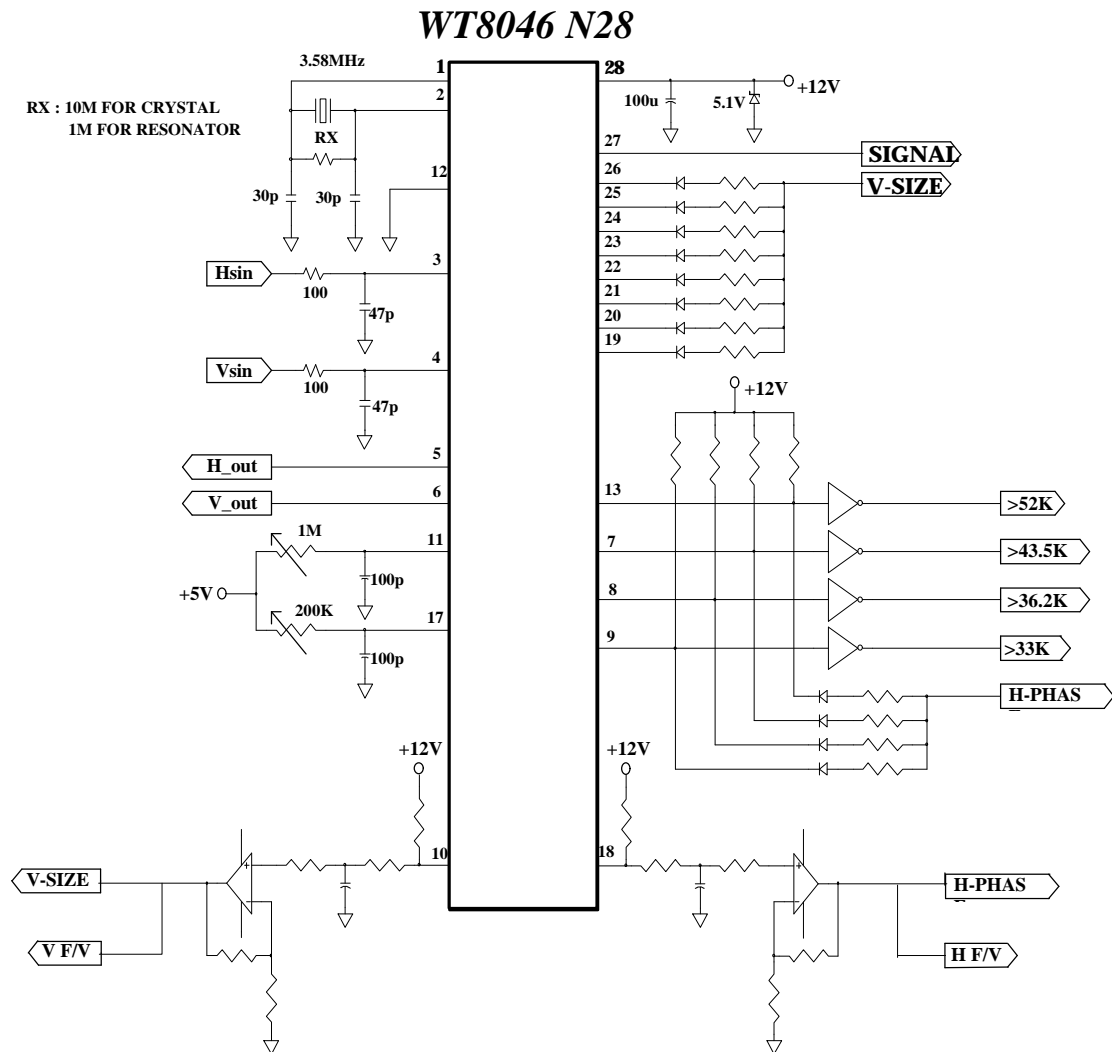 WT8046 N28
3.58MHz
1
28
+12V
2
100u
5.1V
RX : 10M FOR CRYSTAL
1M FOR RESONATOR
RX
27
SIGNAL
12
26
V-SIZE
30p
30p
25
24
23
Hsin
100
3
22
47p
21
20
19
Vsin
100
4
47p
+12V
H_out
5
V_out
6
13
>52K
1M
11
7
>43.5K
100p
+5V
8
>36.2K
200K
17
9
>33K
100p
H-PHAS
+12V
+12V
10
18
V-SIZE
H-PHAS
V F/V
H F/V